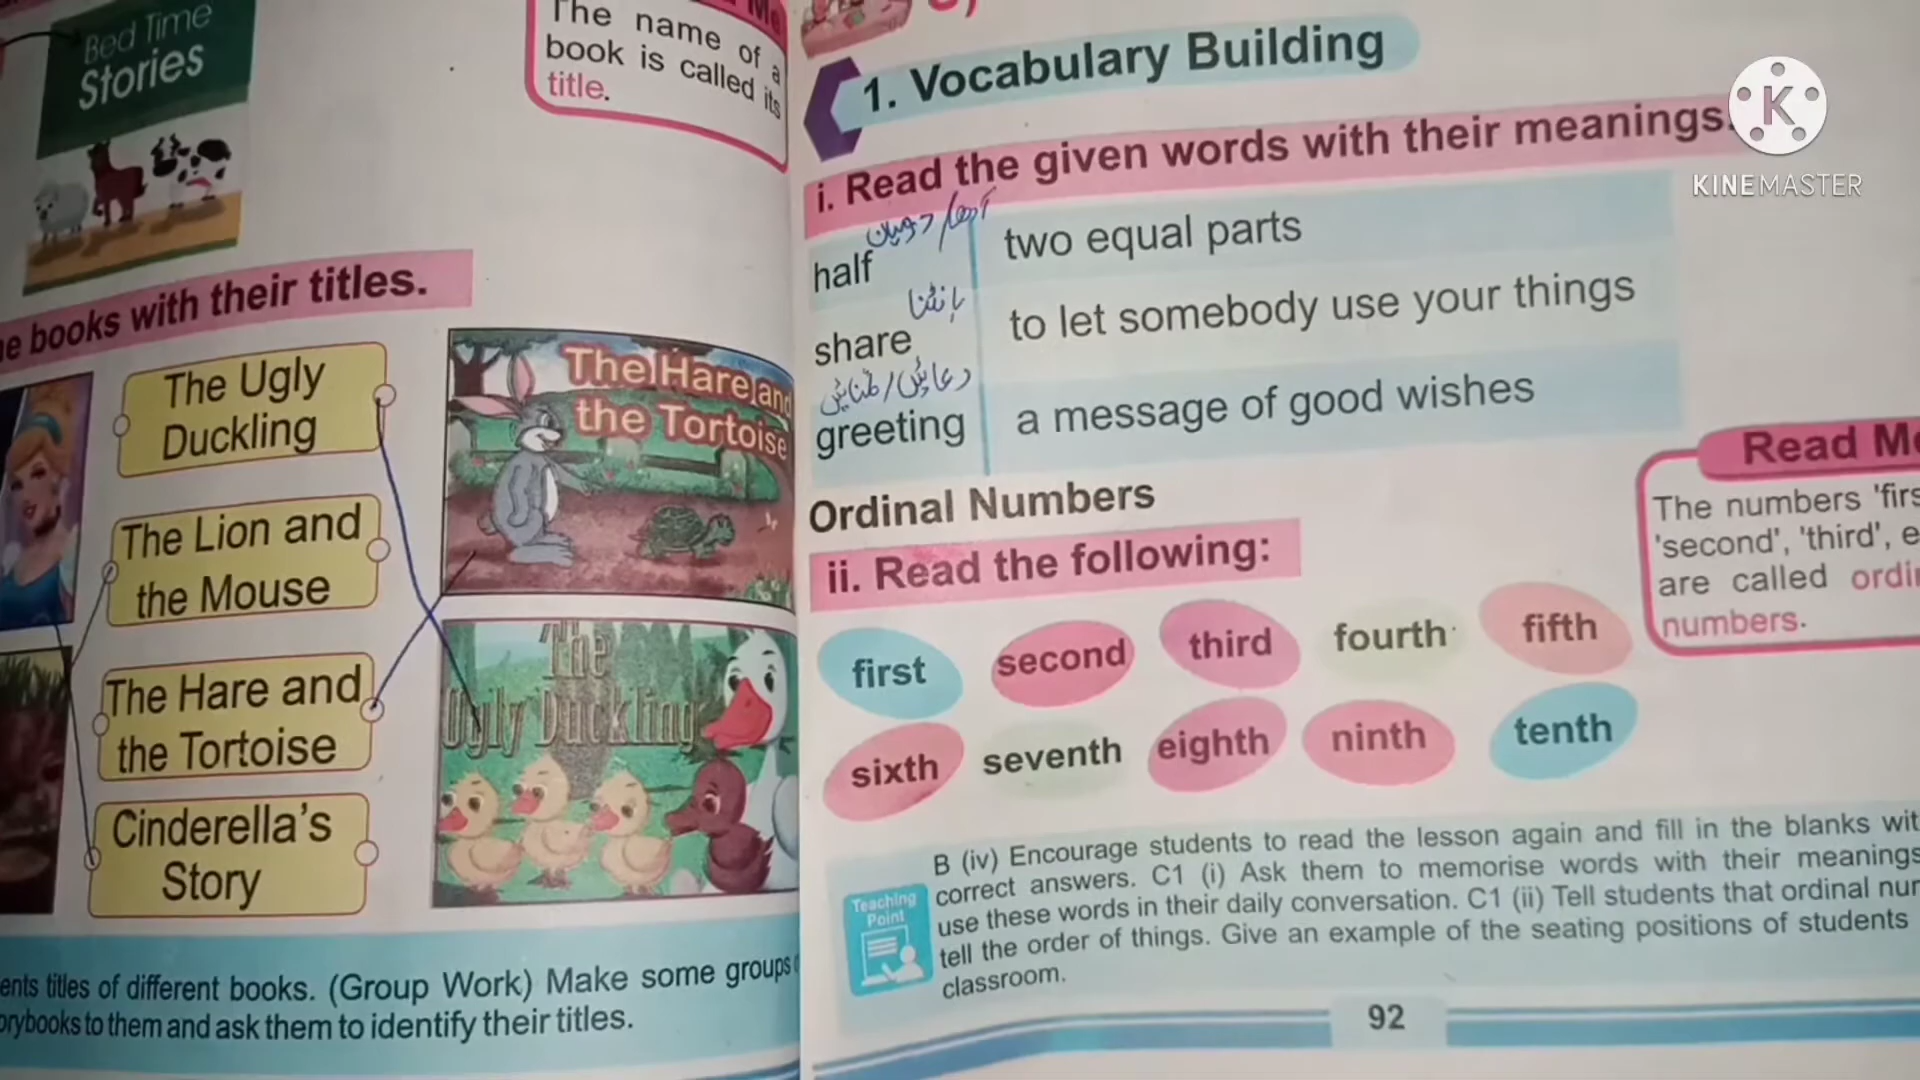 Bed Time
Stories
Me
The name of a
book is called its
title.
books with their titles.
The Ugly
Duckling
The Lion and
the Mouse
The Hare and
the Tortoise
Cinderella's
Story
The Hare and
the Tortoise
The
Ugly Duckling
titles of different books. (Group Work) Make some groups
to them and ask them to identify their titles.
1. Vocabulary Building
i. Read the given words with their meanings.
آدھا/
half two equal parts
بانٹنا
share to let somebody use your things
greeting a message of good wishes
Ordinal Numbers
ii. Read the following:
first second third fourth fifth
sixth seventh eighth ninth tenth
Read
The numbers
'second', 'third',
are called
numbers.
Teaching
Point
B (iv) Encourage students to read the lesson again and fill in the blanks
correct answers. C1 (i) Ask them to memorise words with their meanings
use these words in their daily conversation. C1 (ii) Tell students that ordinal
tell the order of things. Give an example of the seating positions of students
classroom.
92
K
KINEMASTER